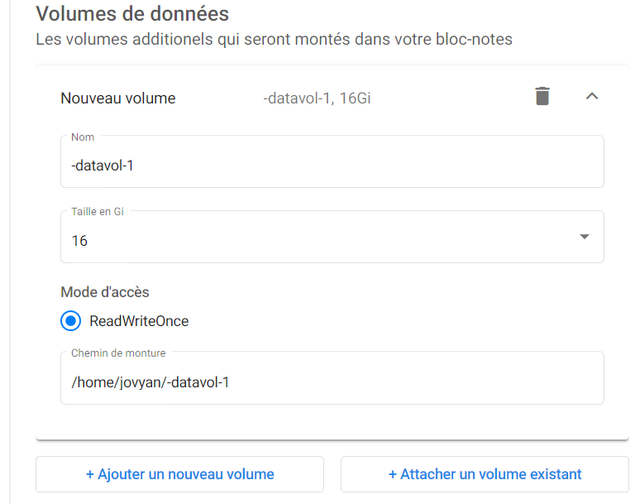 Volumes de données
Les volumes additionels qui seront montés dans votre bloc-notes
Nouveau volume -datavol-1, 16Gi
Nom
-datavol-1
Taille en Gi
16
Mode d'accès
ReadWriteOnce
Chemin de monture
/home/jovyan/-datavol-1
+ Ajouter un nouveau volume + Attacher un volume existant